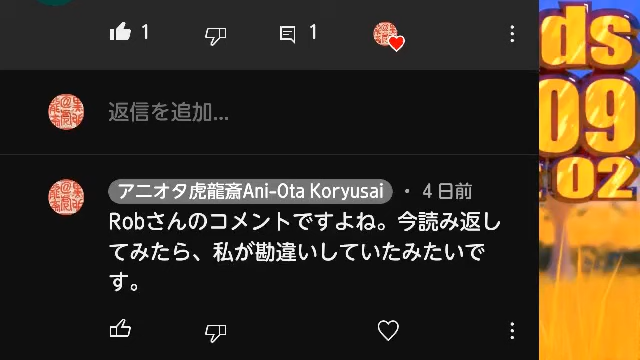 1
1
返信を追加...
アニオタ虎龍斎Ani-Ota Koryusai ・ 4 日前
Robさんのコメントですよね。今読み返し
てみたら、私が勘違いしていたみたいで
す。
ds
09
02